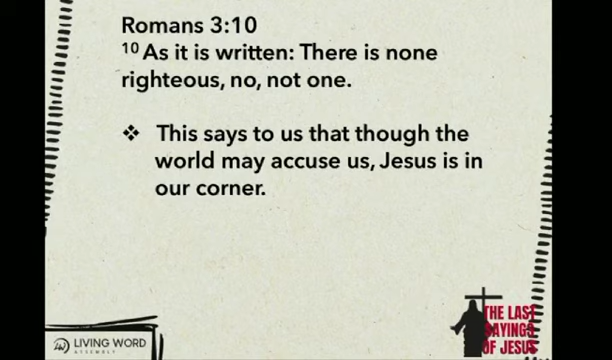 Romans 3:10
10 As it is written: There is none
righteous, no, not one.
❖ This says to us that though the
world may accuse us, Jesus is in
our corner.
LIVING WORD
ASSEMBLY
THE LAST
SAYINGS
OF JESUS